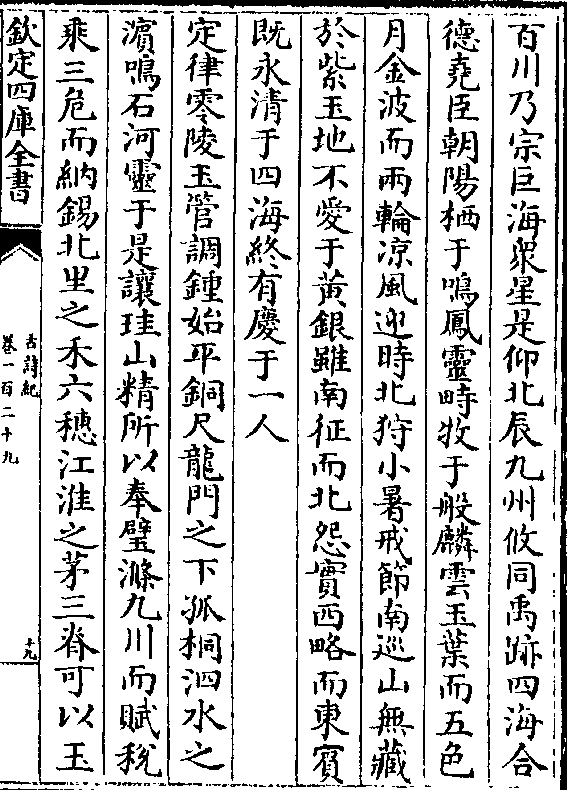 百川乃宗巨海衆星是仰北辰九州攸同禹跡四海合
德堯臣朝陽栖于鳴鳳靈畤牧于般麟雲玉葉而五色
月金波而兩輪凉風迎時北狩小暑戒節南巡山無藏
於紫玉地不愛于黄銀雖南征而北怨實西略而東賓
既永清于四海終有慶于一人
定律零陵玉管調鍾始平銅尺龍門之下孤桐泗水之
濱鳴石河靈于是讓珪山精所以奉璧滌九川而賦稅
乘三危而納錫北里之禾六穗江淮之茅三脊可以玉
欽定四庫全書
古詩紀
卷一百二十九
十九